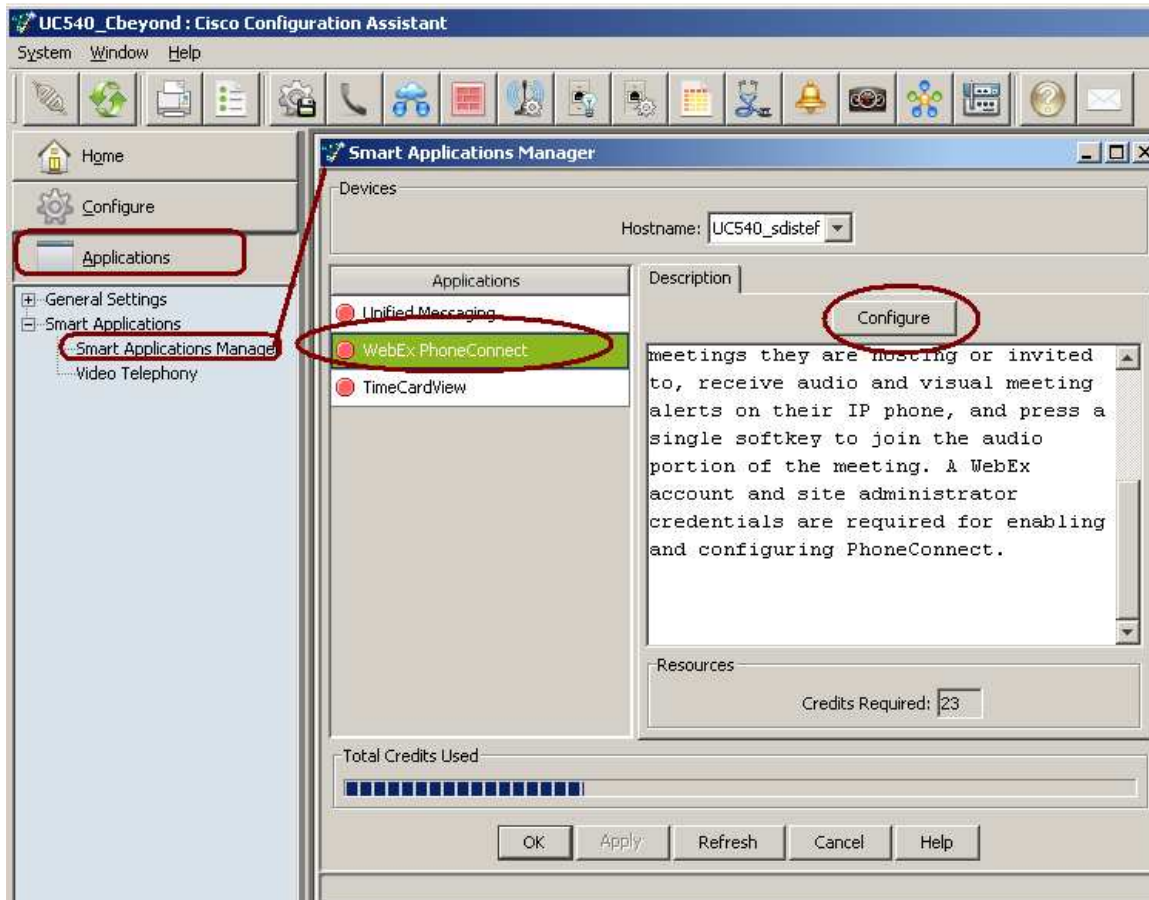 UC540_Cbeyond : Cisco Configuration Assistant
System Window Help
Home
Configure
Applications
General Settings
Smart Applications
Smart Applications Manage
Video Telephony
Smart Applications Manager
Devices
Hostname: UC540_sdistef
Applications
Unified Messaging
WebEx PhoneConnect
TimeCardView
Description
Configure
meetings they are hosting or invited
to, receive audio and visual meeting
alerts on their IP phone, and press a
single softkey to join the audio
portion of the meeting. A WebEx
account and site administrator
credentials are required for enabling
and configuring PhoneConnect.
Resources
Credits Required: 23
Total Credits Used
OK Apply Refresh Cancel Help